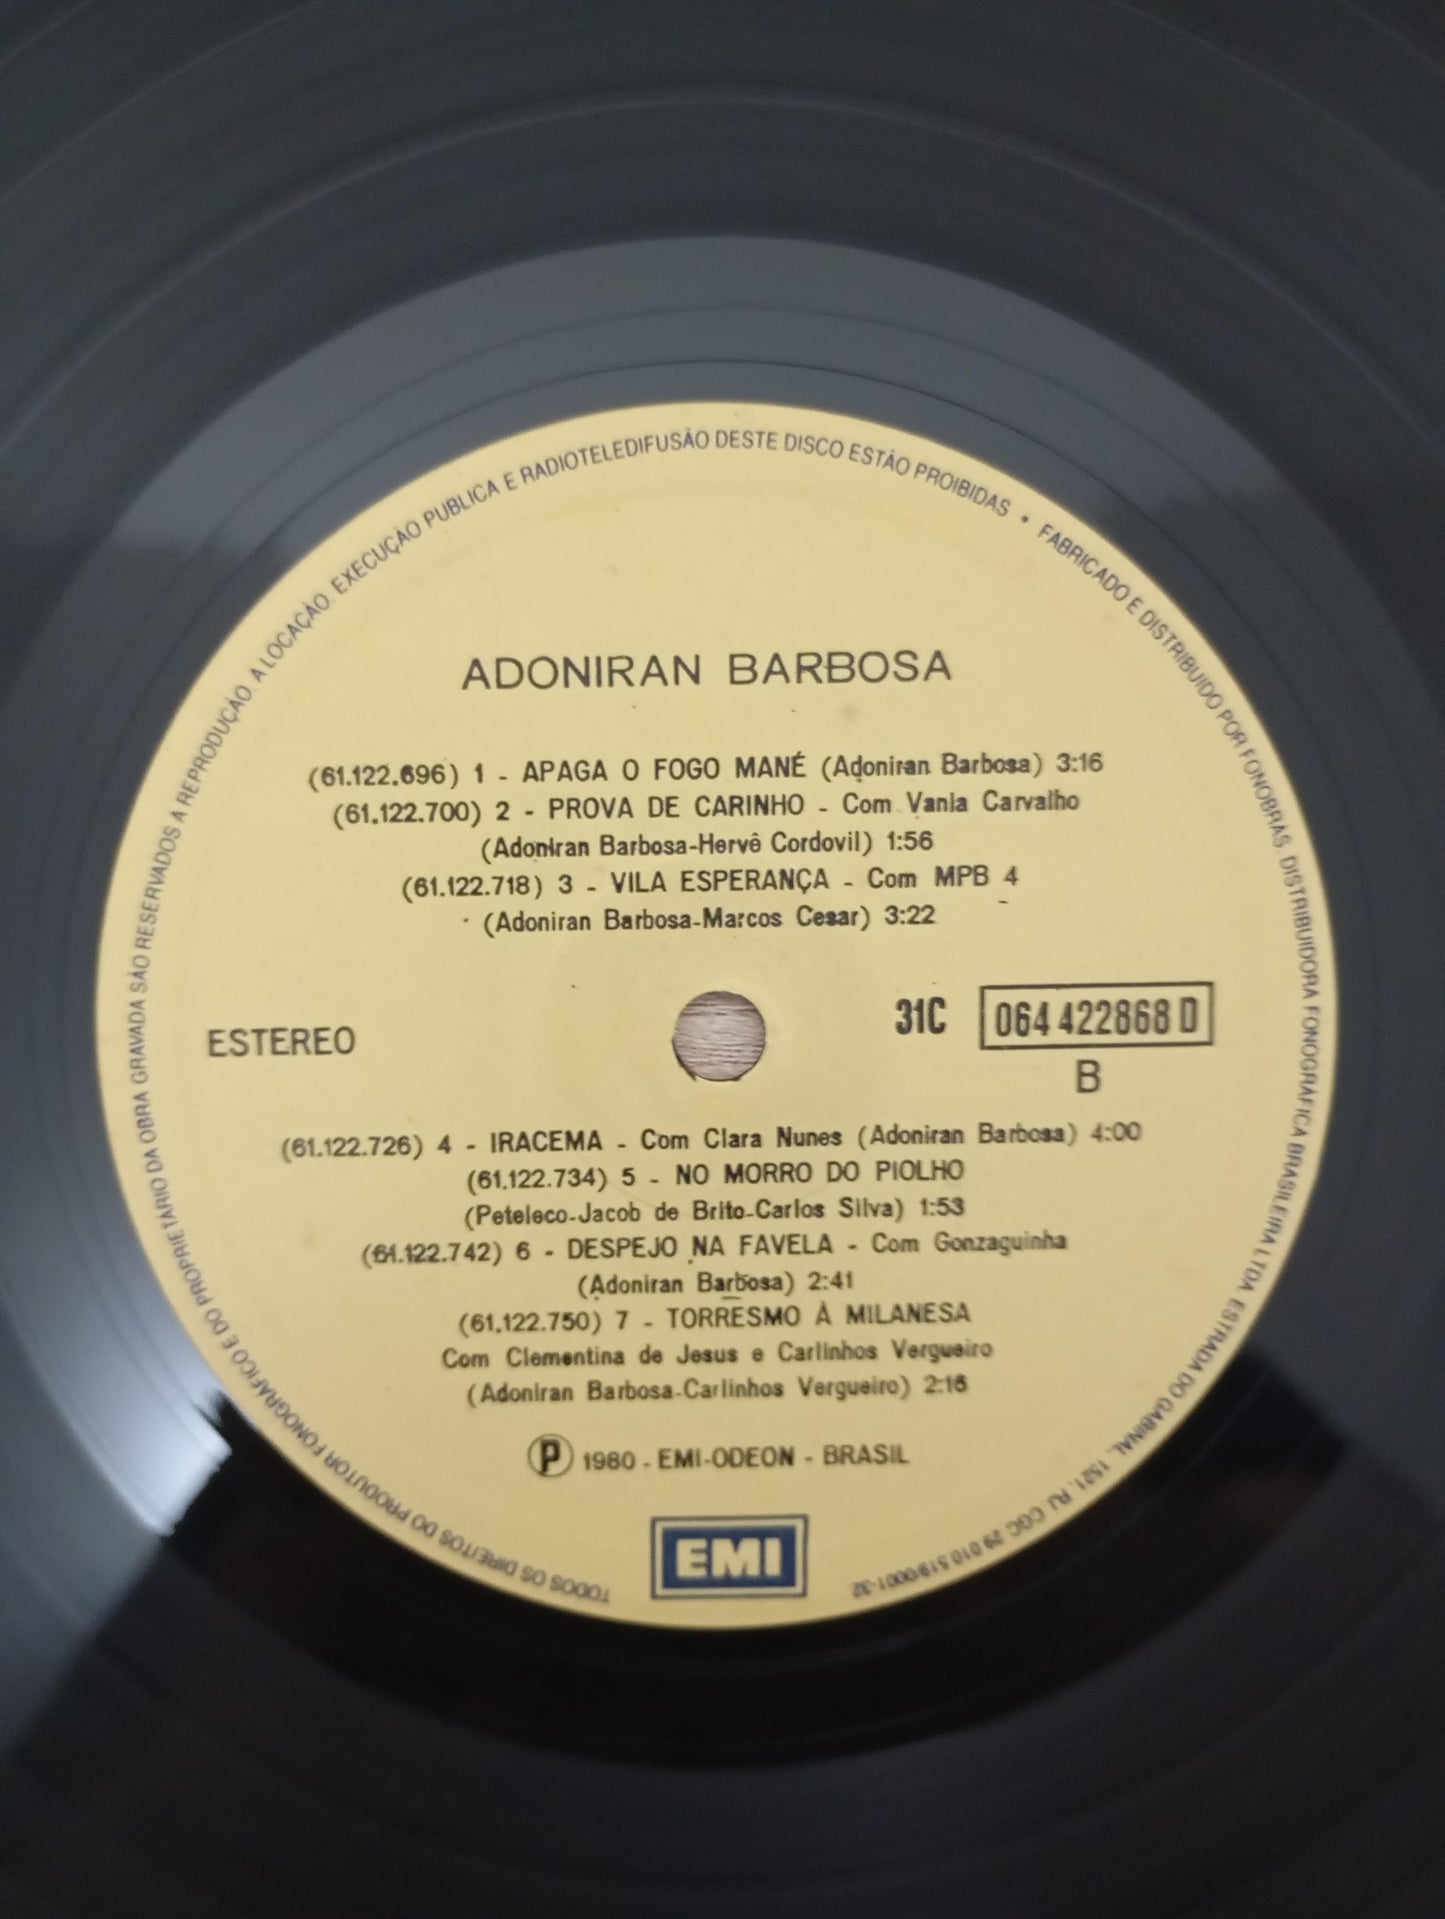 TODOS OS DIREITOS DO PRODUTOR FONOGRÁFICO E DO PROPRIETÁRIO DA OBRA GRAVADA SÃO RESERVADOS A REPRODUÇÃO. A LOCAÇÃO. EXECUÇÃO PUBLICA E RADIOTELEDIFUSÃO DESTE DISCO ESTÃO PROIBIDAS • FABRICADO E DISTRIBUIDO POR FONOBRÁS DISTRIBUIDORA FONOGRÁFICA BRASILEIRA LTDA ESTRADA DO GABINAL, 1521, RJ CGC 29.010.519/0001-32
ADONIRAN BARBOSA
(61.122.696) 1 - APAGA O FOGO MANÉ (Adoniran Barbosa) 3:16
(61.122.700) 2 - PROVA DE CARINHO - Com Vania Carvalho
(Adoniran Barbosa-Hervê Cordovil) 1:56
(61.122.718) 3 - VILA ESPERANÇA - Com MPB 4
(Adoniran Barbosa-Marcos Cesar) 3:22
ESTEREO
31C 064 422868 D
B
(61.122.726) 4 - IRACEMA - Com Clara Nunes (Adoniran Barbosa) 4:00
(61.122.734) 5 - NO MORRO DO PIOLHO
(Peteleco-Jacob de Brito-Carlos Silva) 1:53
(61.122.742) 6 - DESPEJO NA FAVELA - Com Gonzaguinha
(Adoniran Barbosa) 2:41
(61.122.750) 7 - TORRESMO À MILANESA
Com Clementina de Jesus e Carlinhos Vergueiro
(Adoniran Barbosa-Carlinhos Vergueiro) 2:16
Ⓟ 1980 - EMI-ODEON - BRASIL
EMI